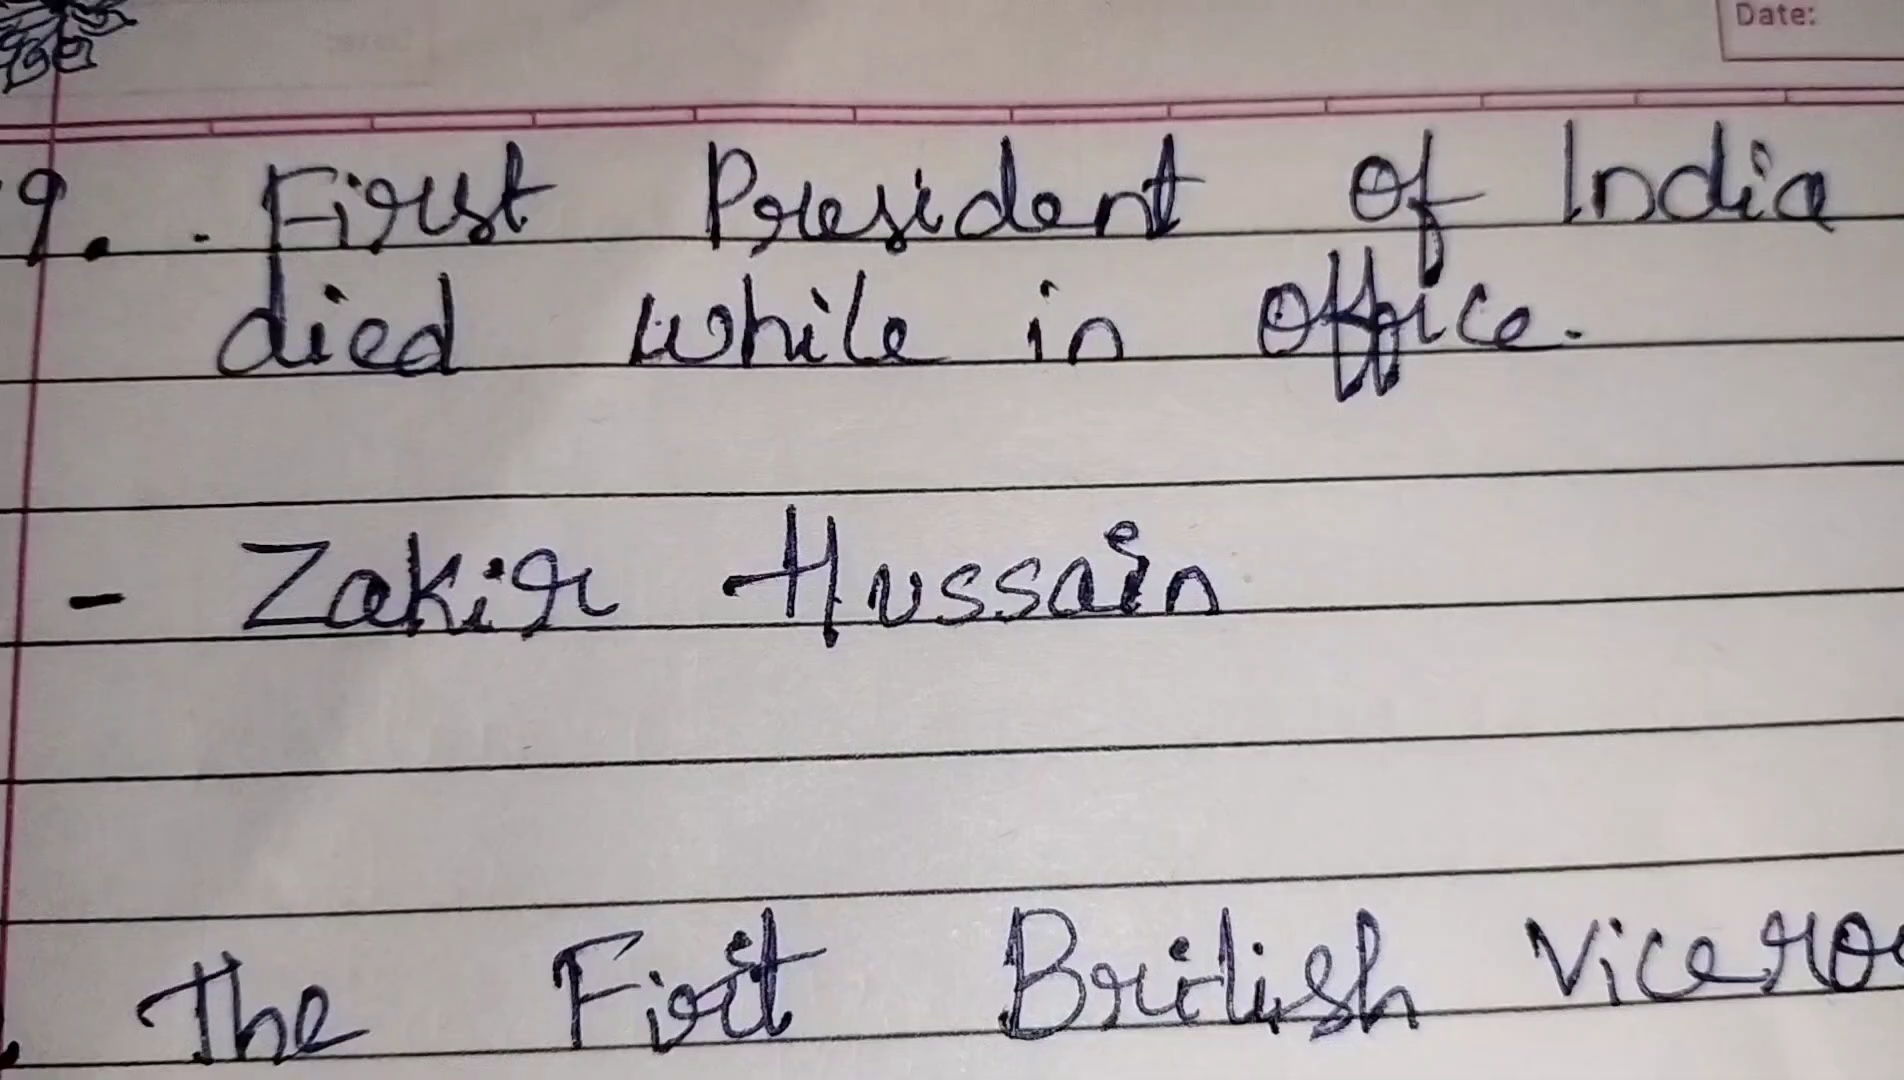 Date:
9. . First President of India
died while in office.
- Zakir Hussain
. The First British Vicero